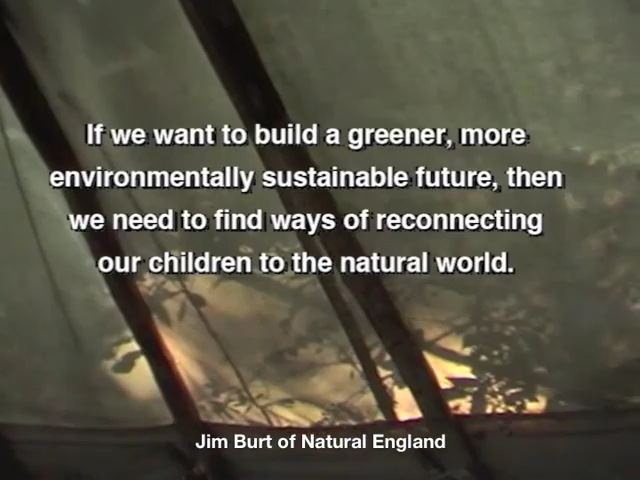 If we want to build a greener, more
environmentally sustainable future, then
we need to find ways of reconnecting
our children to the natural world.
Jim Burt of Natural England